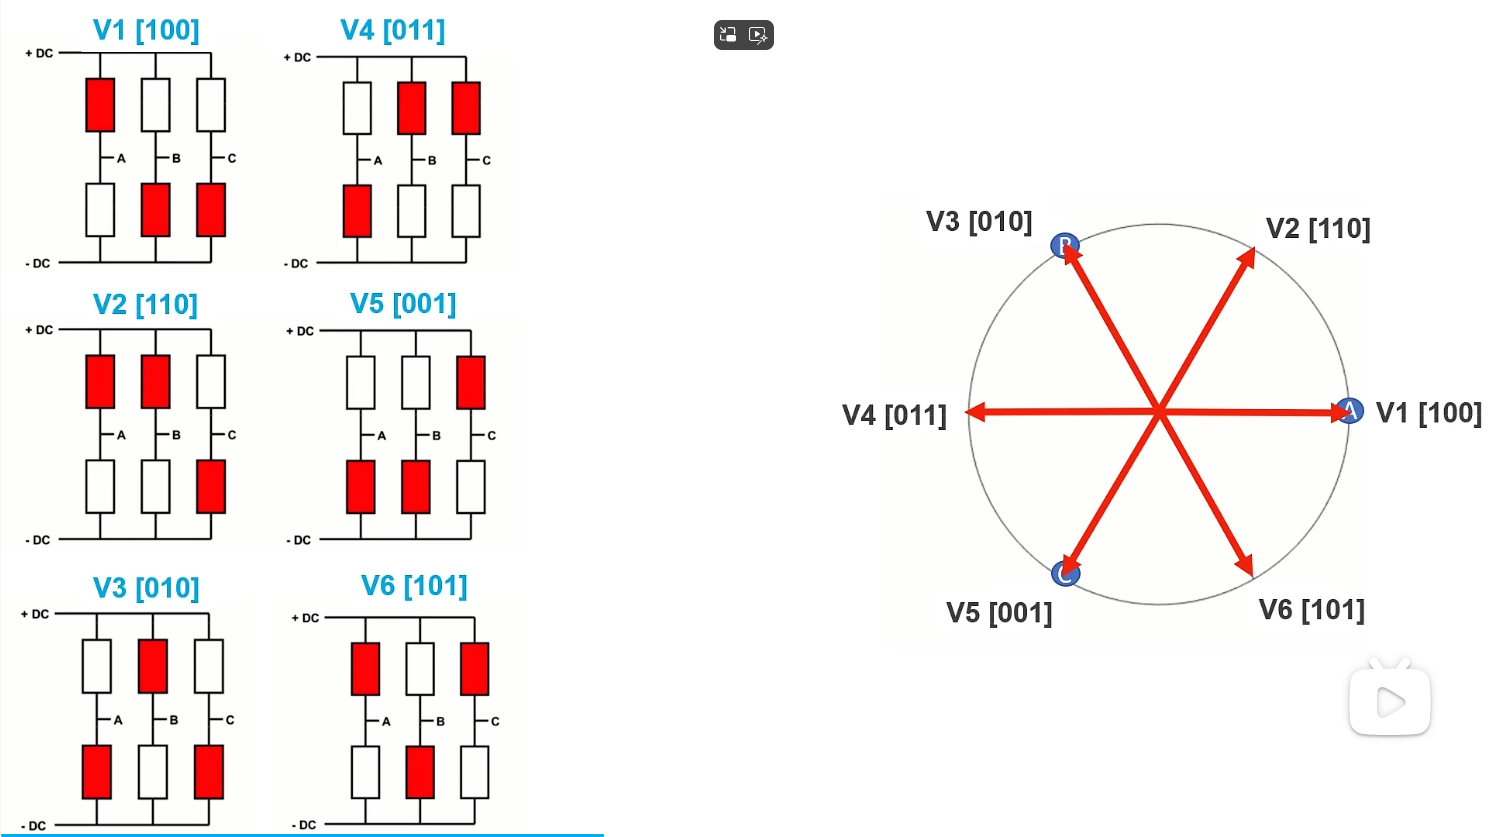 V1 [100]
+ DC
A
B
C
- DC
V4 [011]
+ DC
A
B
C
- DC
V2 [110]
+ DC
A
B
C
- DC
V5 [001]
+ DC
A
B
C
- DC
V3 [010]
+ DC
A
B
C
- DC
V6 [101]
+ DC
A
B
C
- DC
V3 [010]
B
V2 [110]
V4 [011]
A
V1 [100]
C
V5 [001]
V6 [101]